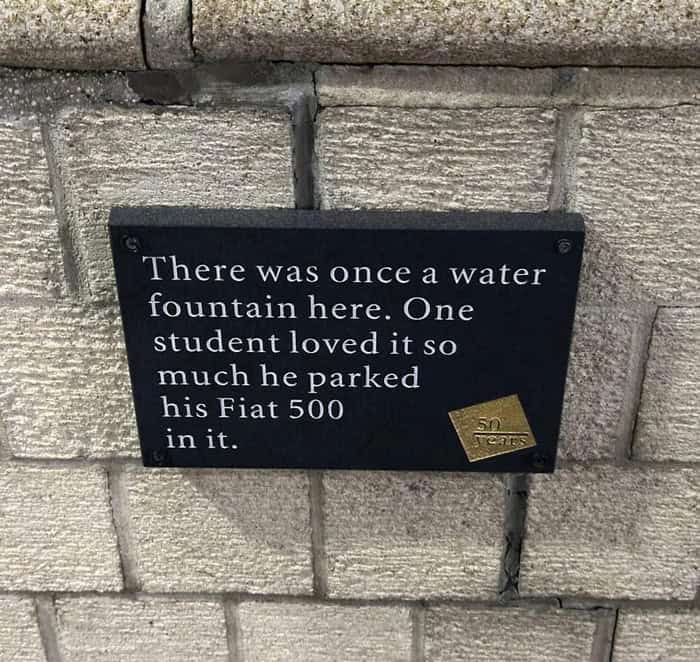 There was once a water
fountain here. One
student loved it so
much he parked
his Fiat 500
in it.
50
years